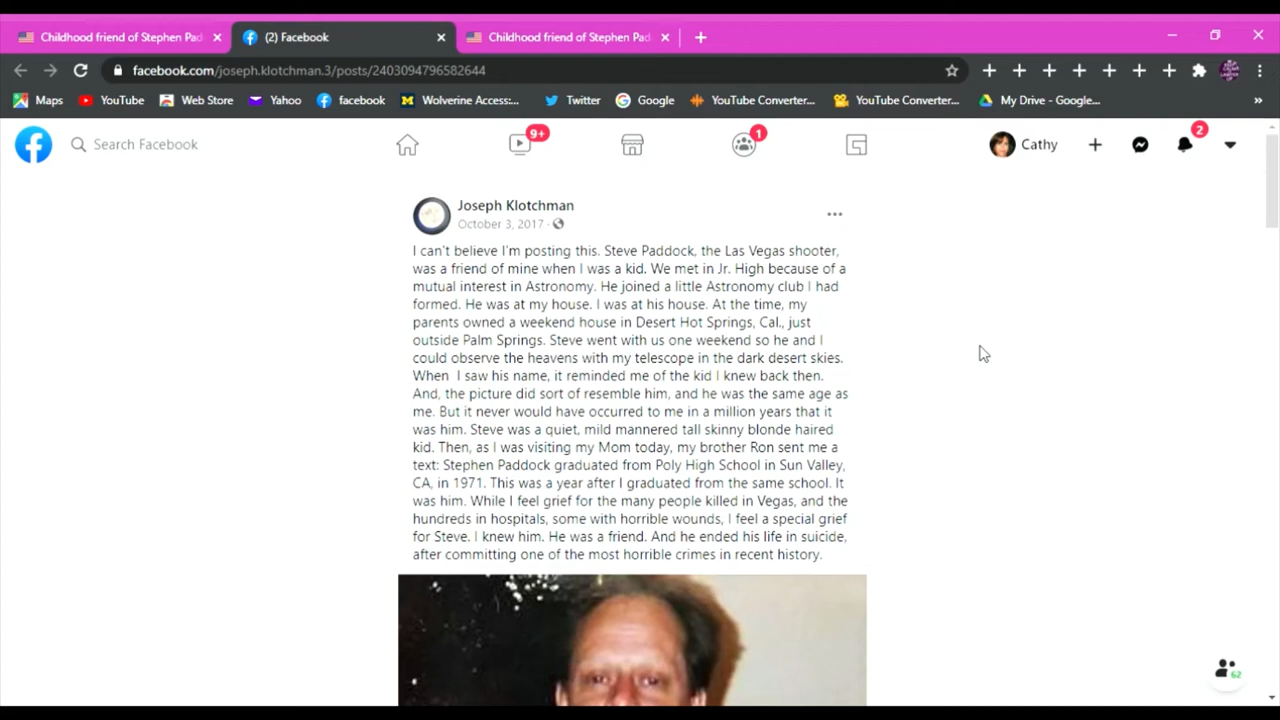 Childhood friend of Stephen Pad
(2) Facebook
Childhood friend of Stephen Pad
facebook.com/joseph.klotchman.3/posts/2403094796582644
Maps
YouTube
Web Store
Yahoo
facebook
Wolverine Access:...
Twitter
Google
YouTube Converter...
YouTube Converter...
My Drive - Google...
»
Search Facebook
9+
1
Cathy
2
Joseph Klotchman
October 3, 2017 ·
I can't believe I'm posting this. Steve Paddock, the Las Vegas shooter,
was a friend of mine when I was a kid. We met in Jr. High because of a
mutual interest in Astronomy. He joined a little Astronomy club I had
formed. He was at my house. I was at his house. At the time, my
parents owned a weekend house in Desert Hot Springs, Cal., just
outside Palm Springs. Steve went with us one weekend so he and I
could observe the heavens with my telescope in the dark desert skies.
When I saw his name, it reminded me of the kid I knew back then.
And, the picture did sort of resemble him, and he was the same age as
me. But it never would have occurred to me in a million years that it
was him. Steve was a quiet, mild mannered tall skinny blonde haired
kid. Then, as I was visiting my Mom today, my brother Ron sent me a
text: Stephen Paddock graduated from Poly High School in Sun Valley,
CA, in 1971. This was a year after I graduated from the same school. It
was him. While I feel grief for the many people killed in Vegas, and the
hundreds in hospitals, some with horrible wounds, I feel a special grief
for Steve. I knew him. He was a friend. And he ended his life in suicide,
after committing one of the most horrible crimes in recent history.
62